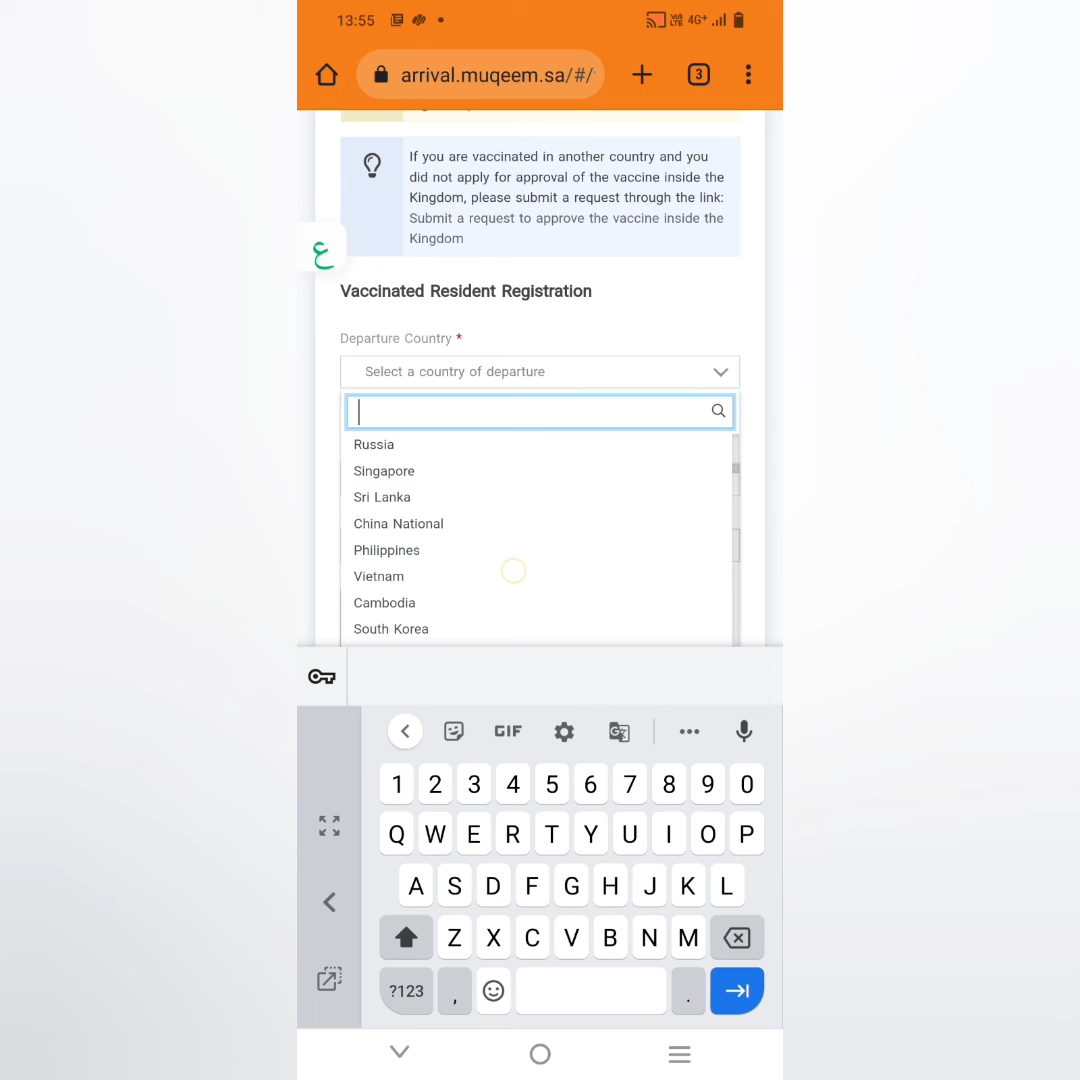 13:55
4G+
arrival.muqeem.sa/#/
3
If you are vaccinated in another country and you
did not apply for approval of the vaccine inside the
Kingdom, please submit a request through the link:
Submit a request to approve the vaccine inside the
Kingdom
ع
Vaccinated Resident Registration
Departure Country *
Select a country of departure
Russia
Singapore
Sri Lanka
China National
Philippines
Vietnam
Cambodia
South Korea
GIF
1 2 3 4 5 6 7 8 9 0
Q W E R T Y U I O P
A S D F G H J K L
Z X C V B N M
?123 , .